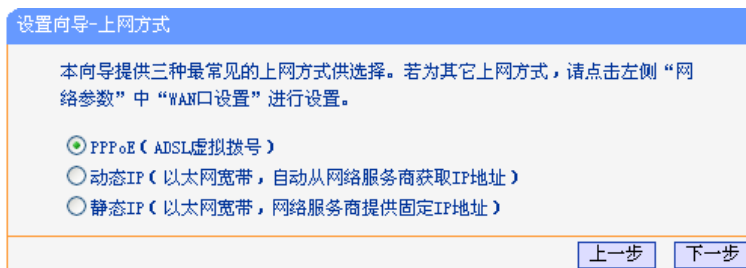 设置向导-上网方式
本向导提供三种最常见的上网方式供选择。若为其它上网方式，请点击左侧“网
络参数”中“WAN口设置”进行设置。
PPPoE（ADSL虚拟拨号）
动态IP（以太网宽带，自动从网络服务商获取IP地址）
静态IP（以太网宽带，网络服务商提供固定IP地址）
上一步 下一步